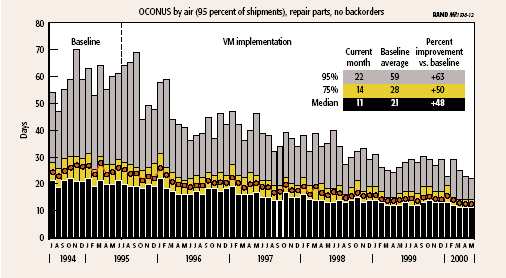 OCONUS by air (95 percent of shipments), repair parts, no backorders
RAND
80
70
60
50
40
30
20
10
0
Days
Baseline
VM implementation
Current month
Baseline average
Percent improvement vs. baseline
95% 22 59 +63
75% 14 28 +50
Median 11 21 +48
J A S O N D J F M A M J J A S O N D J F M A M J J A S O N D J F M A M J J A S O N D J F M A M J J A S O N D J F M A M J J A S O N D J F M A M
1994 1995 1996 1997 1998 1999 2000